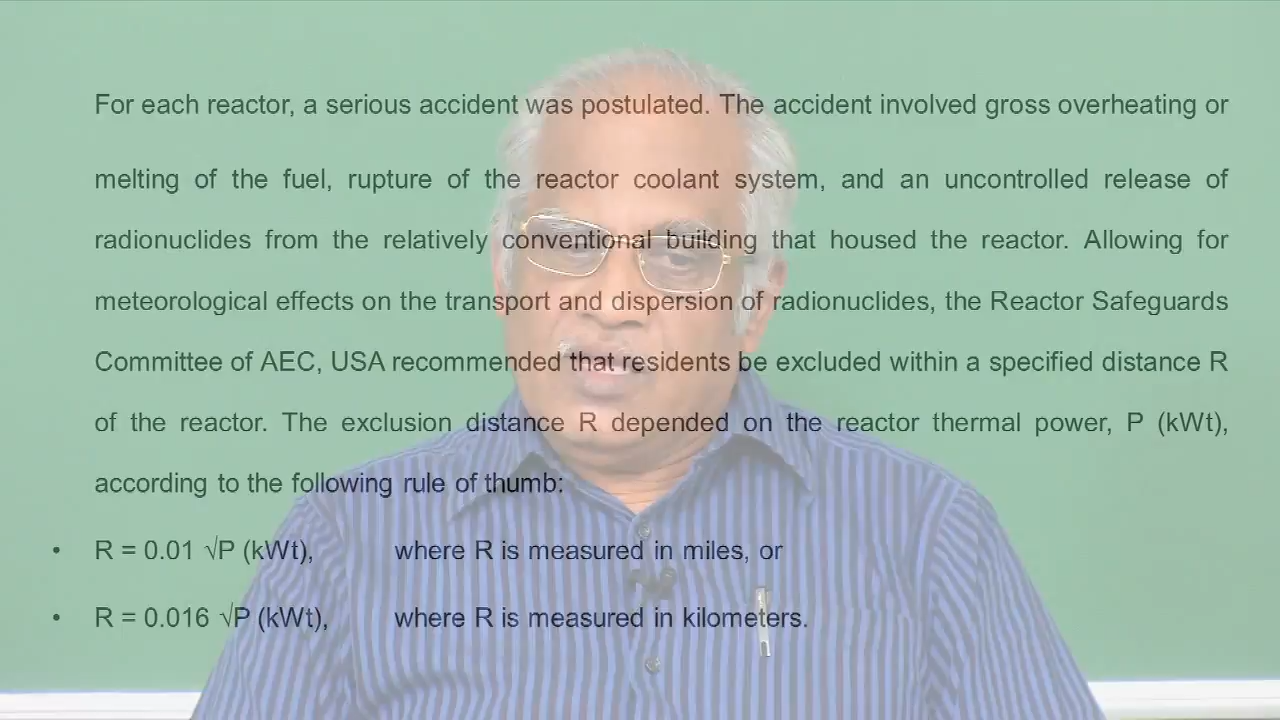 For each reactor, a serious accident was postulated. The accident involved gross overheating or
melting of the fuel, rupture of the reactor coolant system, and an uncontrolled release of
radionuclides from the relatively conventional building that housed the reactor. Allowing for
meteorological effects on the transport and dispersion of radionuclides, the Reactor Safeguards
Committee of AEC, USA recommended that residents be excluded within a specified distance R
of the reactor. The exclusion distance R depended on the reactor thermal power, P (kWt),
according to the following rule of thumb:
• R = 0.01 √P (kWt), where R is measured in miles, or
• R = 0.016 √P (kWt), where R is measured in kilometers.